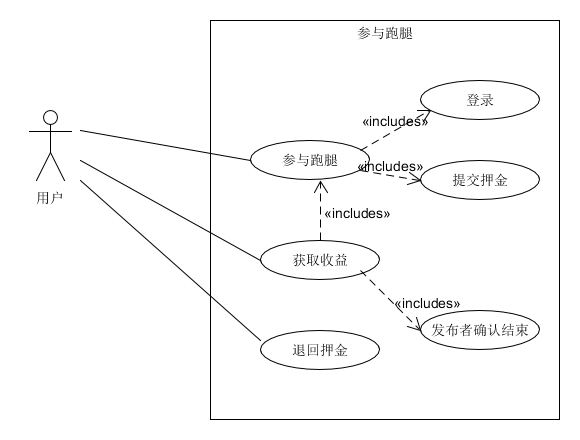 参与跑腿
登录
«includes»
参与跑腿
«includes»
提交押金
用户
«includes»
获取收益
«includes»
发布者确认结束
退回押金